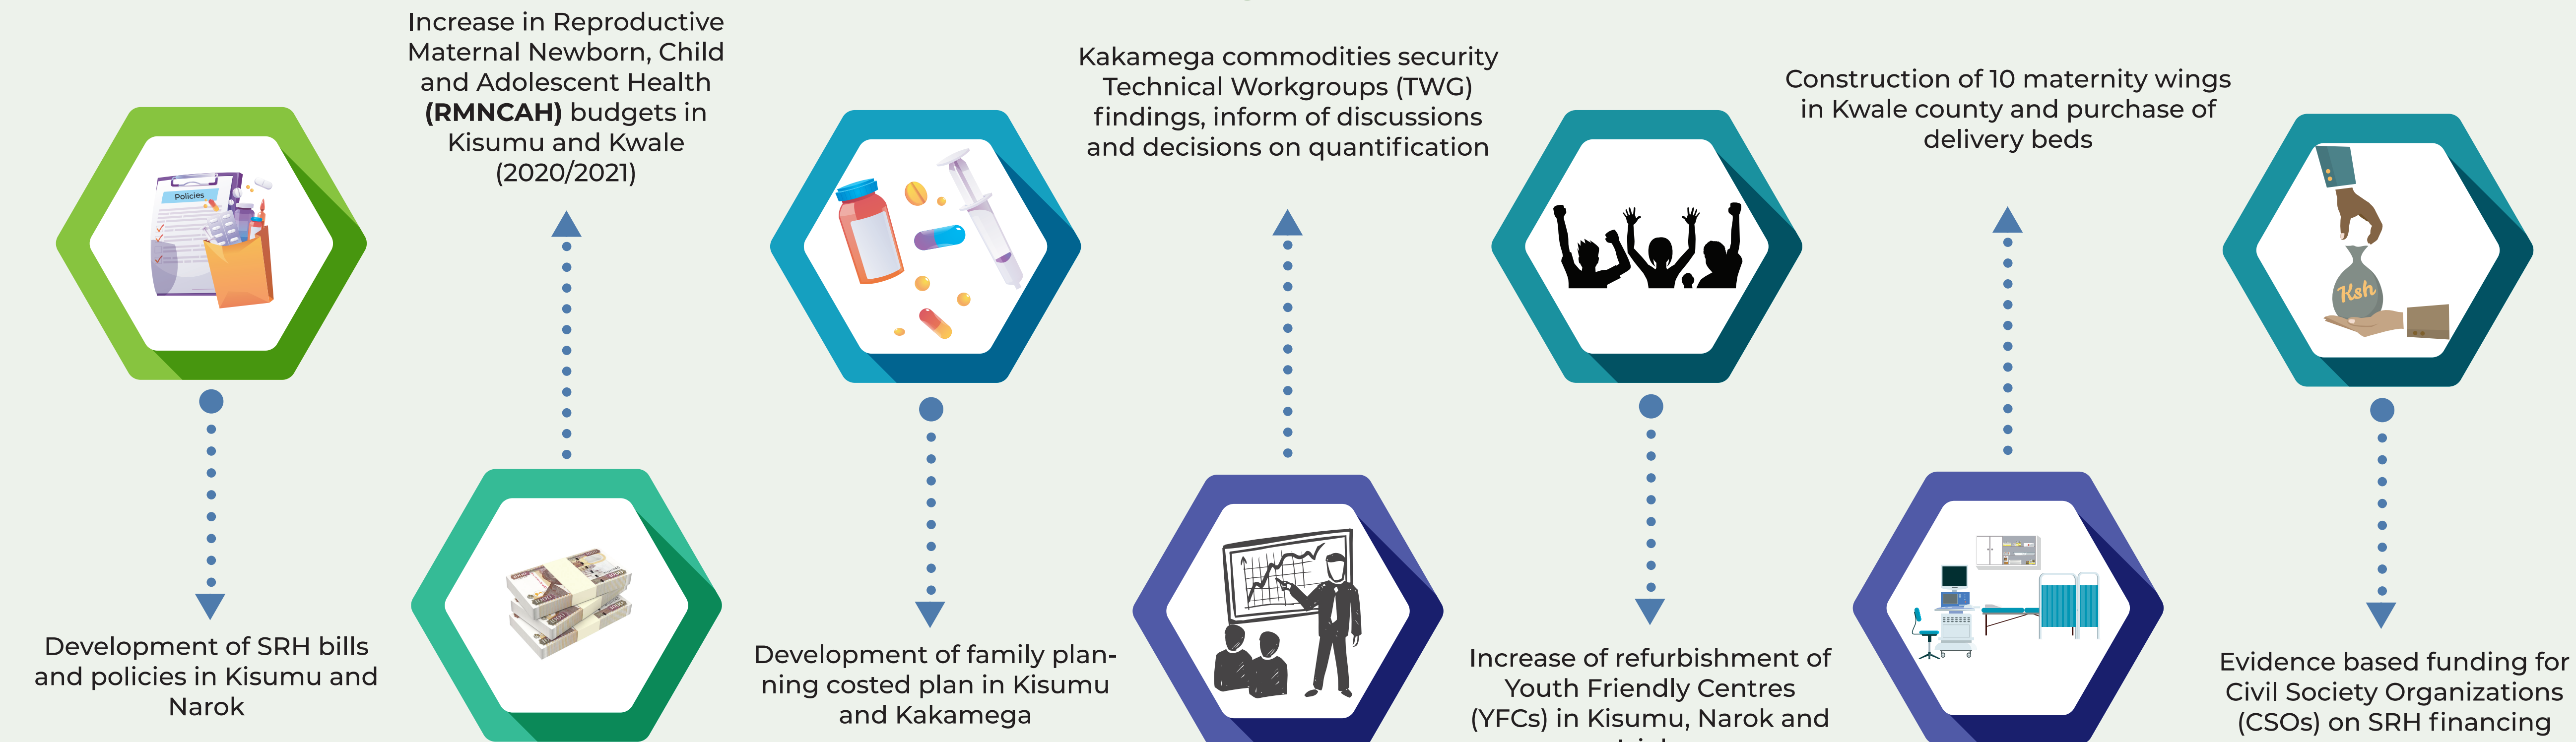 Policies
Development of SRH bills
and policies in Kisumu and
Narok
Increase in Reproductive
Maternal Newborn, Child
and Adolescent Health
(RMNCAH) budgets in
Kisumu and Kwale
(2020/2021)
Development of family plan-
ning costed plan in Kisumu
and Kakamega
Kakamega commodities security
Technical Workgroups (TWG)
findings, inform of discussions
and decisions on quantification
Increase of refurbishment of
Youth Friendly Centres
(YFCs) in Kisumu, Narok and
Construction of 10 maternity wings
in Kwale county and purchase of
delivery beds
Ksh
Evidence based funding for
Civil Society Organizations
(CSOs) on SRH financing